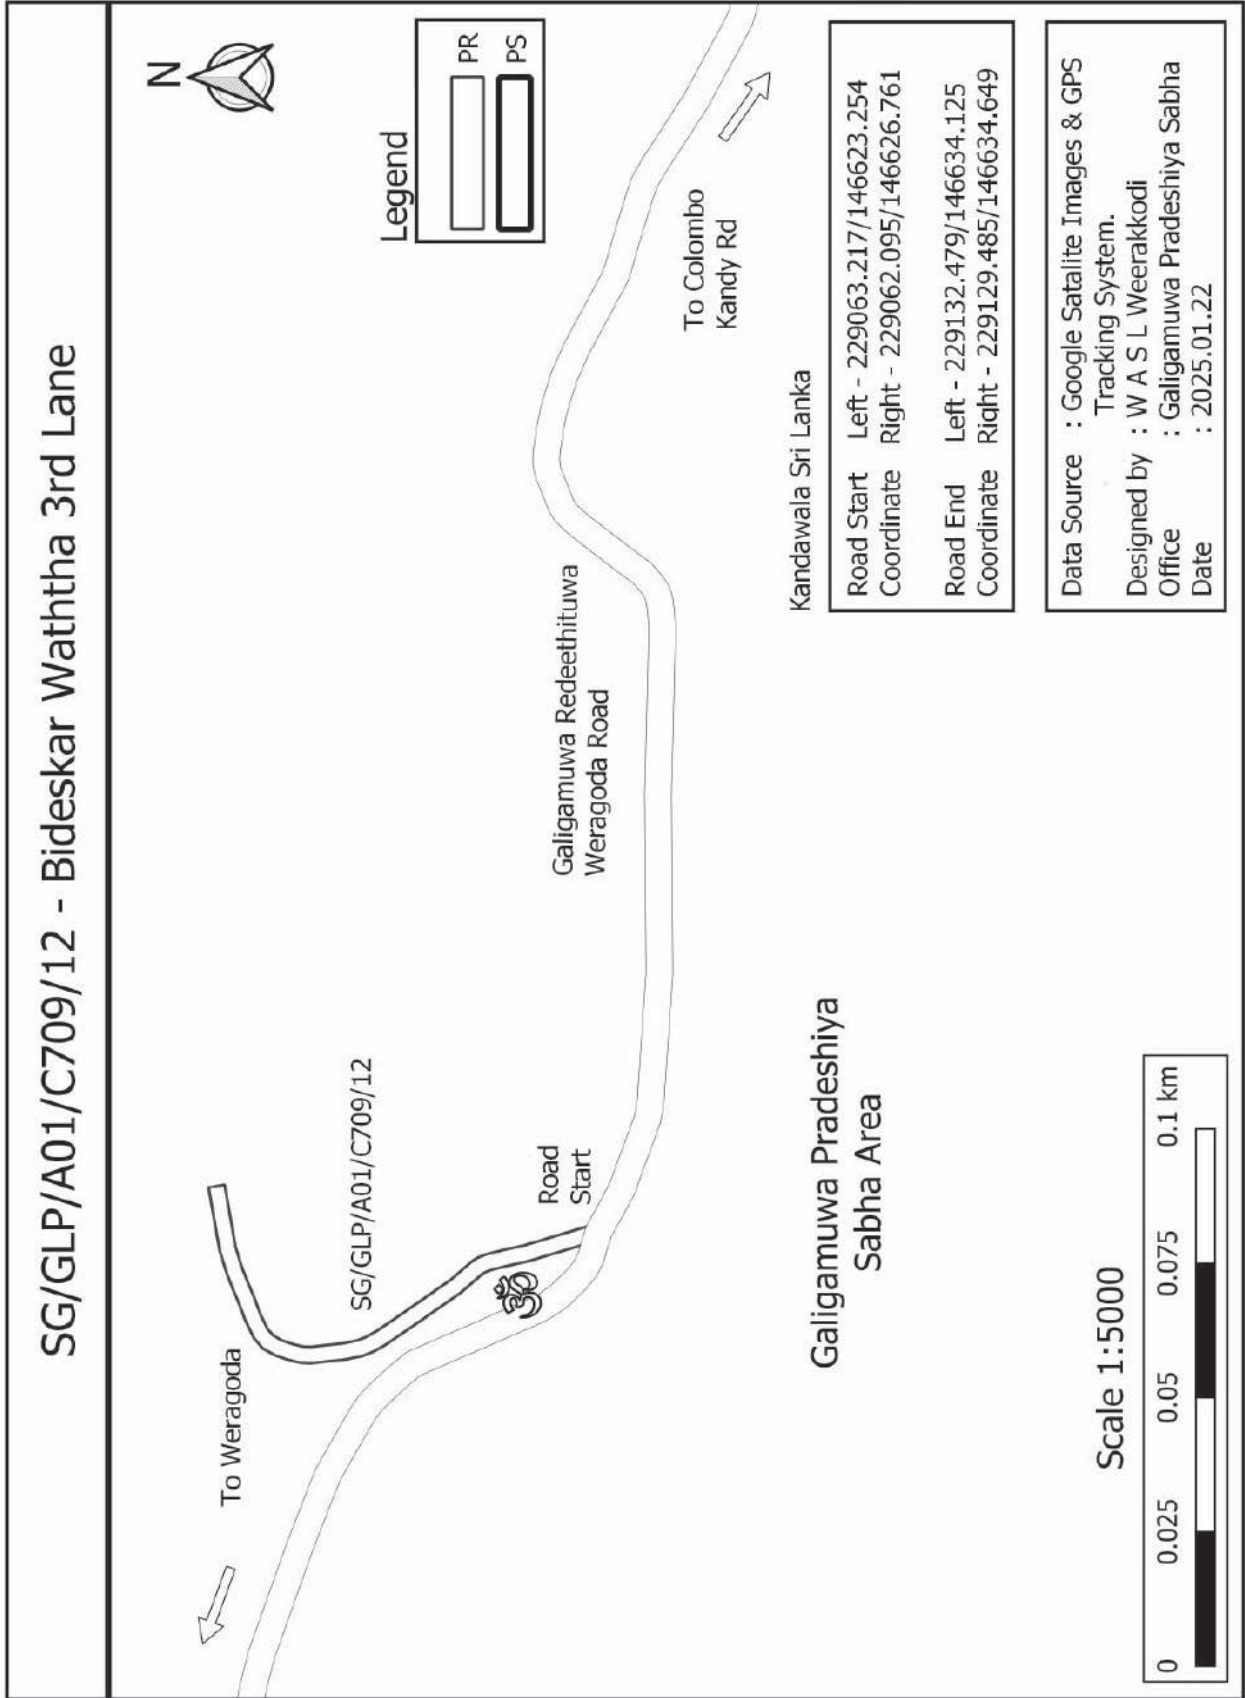 SG/GLP/A01/C709/12 - Bideskar Waththa 3rd Lane
N
Legend
PR
PS
To Weragoda
SG/GLP/A01/C709/12
ॐ
Road
Start
Galigamuwa Redeethituwa
Weragoda Road
To Colombo
Kandy Rd
Galigamuwa Pradeshiya
Sabha Area
Kandawala Sri Lanka
Road Start Left - 229063.217/146623.254
Coordinate Right - 229062.095/146626.761
Road End Left - 229132.479/146634.125
Coordinate Right - 229129.485/146634.649
Scale 1:5000
0 0.025 0.05 0.075 0.1 km
Data Source : Google Satalite Images & GPS
Tracking System.
Designed by : W A S L Weerakkodi
Office : Galigamuwa Pradeshiya Sabha
Date : 2025.01.22